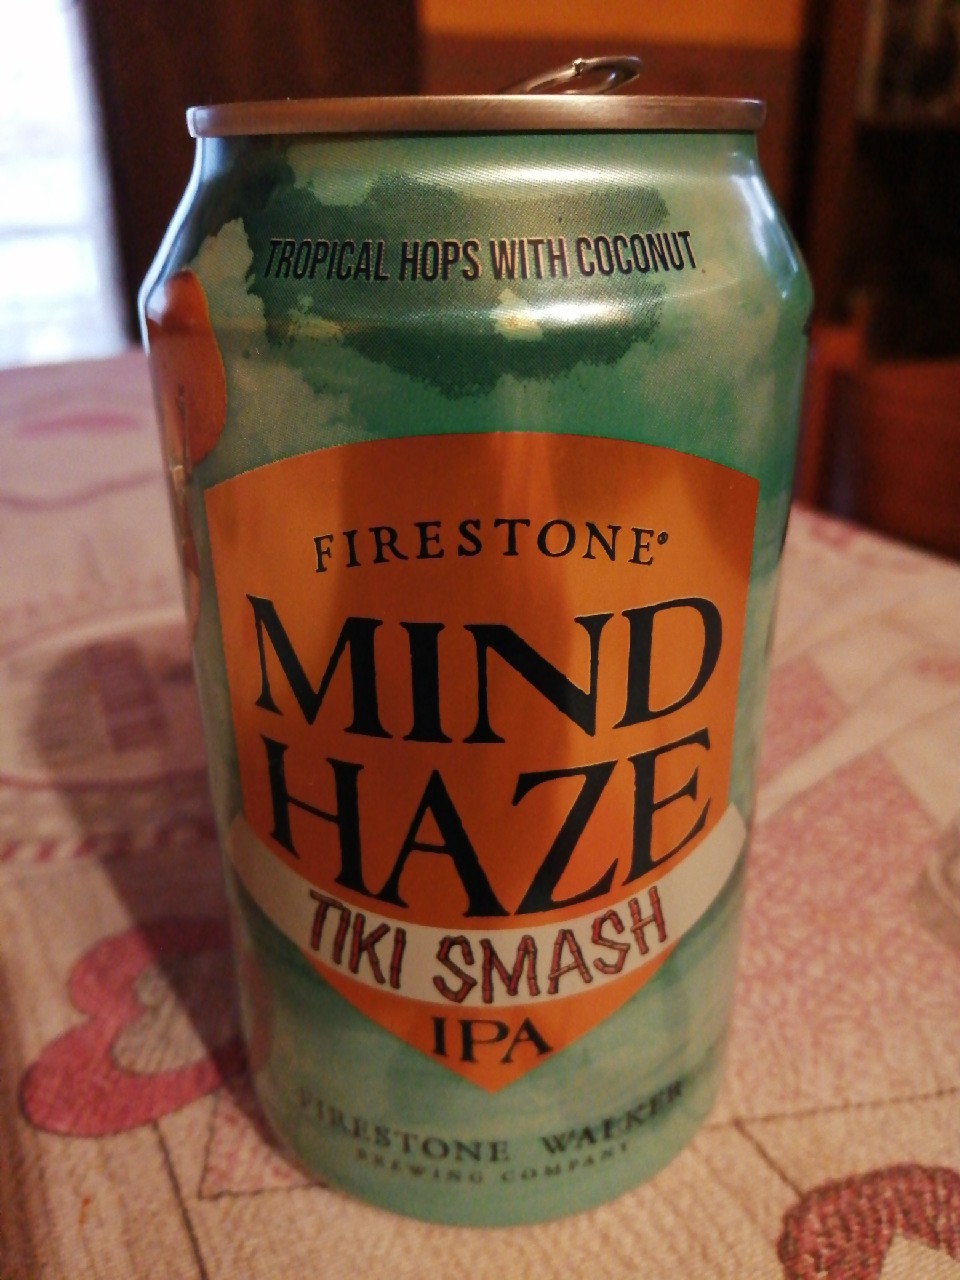 TROPICAL HOPS WITH COCONUT
FIRESTONE®
MIND
HAZE
TIKI SMASH
IPA
FIRESTONE WALKER
BREWING COMPANY